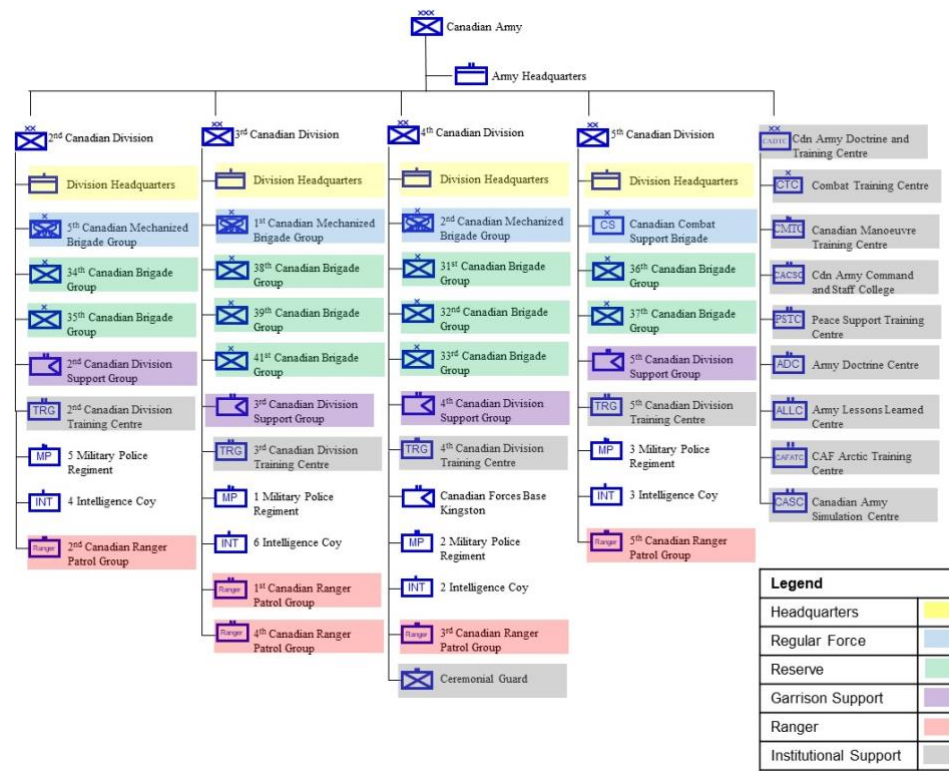 XXX
Canadian Army
Army Headquarters
XX
2nd Canadian Division
Division Headquarters
X
5th Canadian Mechanized
Brigade Group
X
34th Canadian Brigade
Group
X
35th Canadian Brigade
Group
2nd Canadian Division
Support Group
TRG
2nd Canadian Division
Training Centre
MP
5 Military Police
Regiment
INT
4 Intelligence Coy
Ranger
2nd Canadian Ranger
Patrol Group
XX
3rd Canadian Division
Division Headquarters
X
1st Canadian Mechanized
Brigade Group
X
38th Canadian Brigade
Group
X
39th Canadian Brigade
Group
X
41st Canadian Brigade
Group
3rd Canadian Division
Support Group
TRG
3rd Canadian Division
Training Centre
MP
1 Military Police
Regiment
INT
6 Intelligence Coy
Ranger
1st Canadian Ranger
Patrol Group
Ranger
4th Canadian Ranger
Patrol Group
XX
4th Canadian Division
Division Headquarters
X
2nd Canadian Mechanized
Brigade Group
X
31st Canadian Brigade
Group
X
32nd Canadian Brigade
Group
X
33rd Canadian Brigade
Group
4th Canadian Division
Support Group
TRG
4th Canadian Division
Training Centre
Canadian Forces Base
Kingston
MP
2 Military Police
Regiment
INT
2 Intelligence Coy
Ranger
3rd Canadian Ranger
Patrol Group
Ceremonial Guard
XX
5th Canadian Division
Division Headquarters
X
CS
Canadian Combat
Support Brigade
X
36th Canadian Brigade
Group
X
37th Canadian Brigade
Group
5th Canadian Division
Support Group
TRG
5th Canadian Division
Training Centre
MP
3 Military Police
Regiment
INT
3 Intelligence Coy
Ranger
5th Canadian Ranger
Patrol Group
XX
CADTC
Cdn Army Doctrine and
Training Centre
X
CTC
Combat Training Centre
CMTC
Canadian Manoeuvre
Training Centre
CACSC
Cdn Army Command
and Staff College
PSTC
Peace Support Training
Centre
ADC
Army Doctrine Centre
ALLC
Army Lessons Learned
Centre
CAFATC
CAF Arctic Training
Centre
CASC
Canadian Army
Simulation Centre
Legend
Headquarters
Regular Force
Reserve
Garrison Support
Ranger
Institutional Support